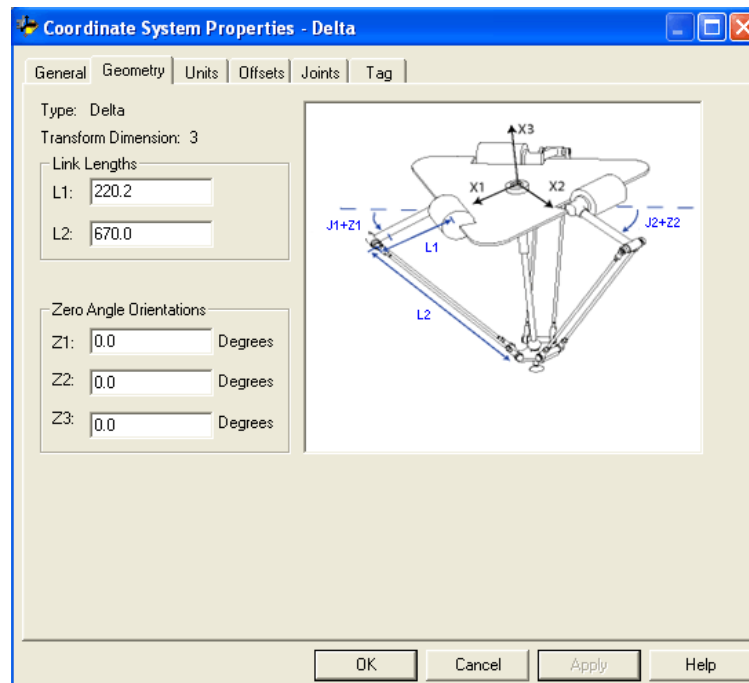 Coordinate System Properties - Delta
General Geometry Units Offsets Joints Tag
Type: Delta
Transform Dimension: 3
Link Lengths
L1: 220.2
L2: 670.0
Zero Angle Orientations
Z1: 0.0 Degrees
Z2: 0.0 Degrees
Z3: 0.0 Degrees
X3
X1 X2
J1+Z1 J2+Z2
L1
L2
OK Cancel Apply Help